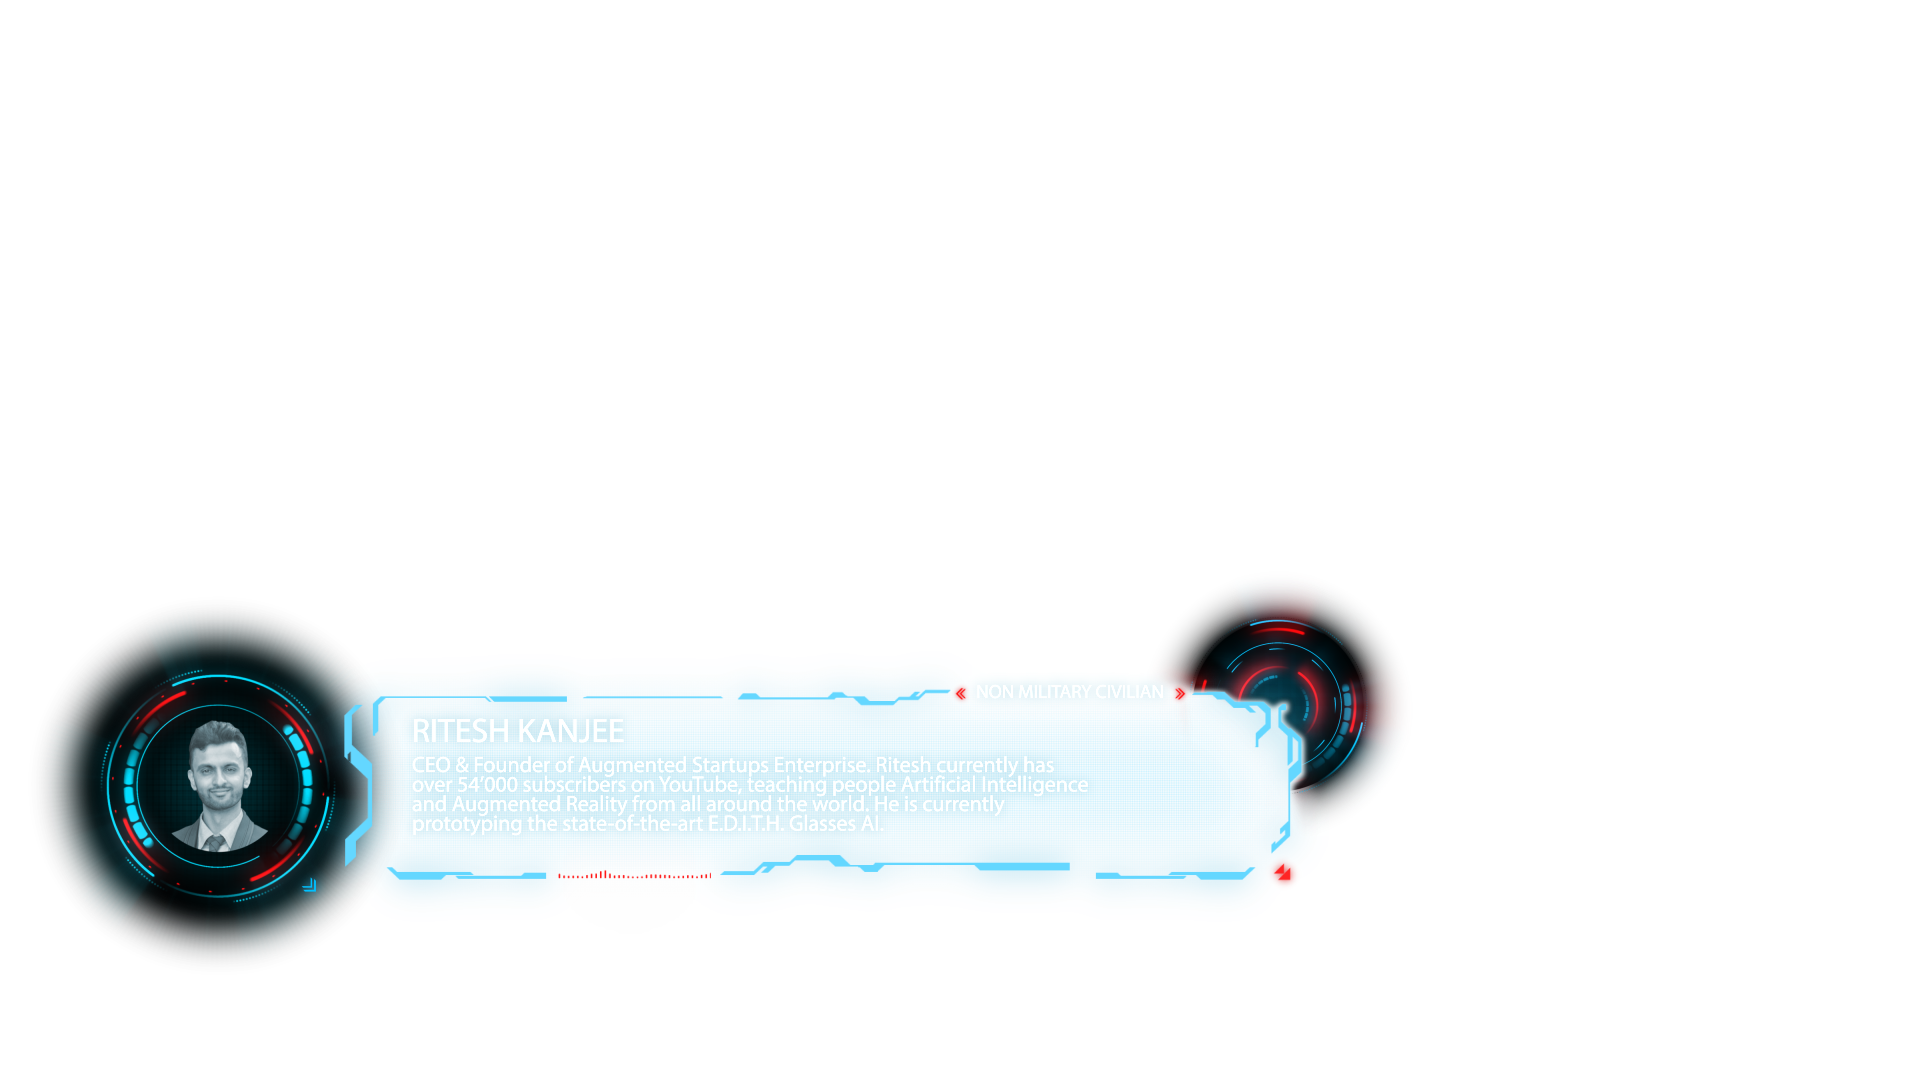 NON MILITARY CIVILIAN
RITESH KANJEE
CEO & Founder of Augmented Startups Enterprise. Ritesh currently has
over 54’000 subscribers on YouTube, teaching people Artificial Intelligence
and Augmented Reality from all around the world. He is currently
prototyping the state-of-the-art E.D.I.T.H. Glasses AI.